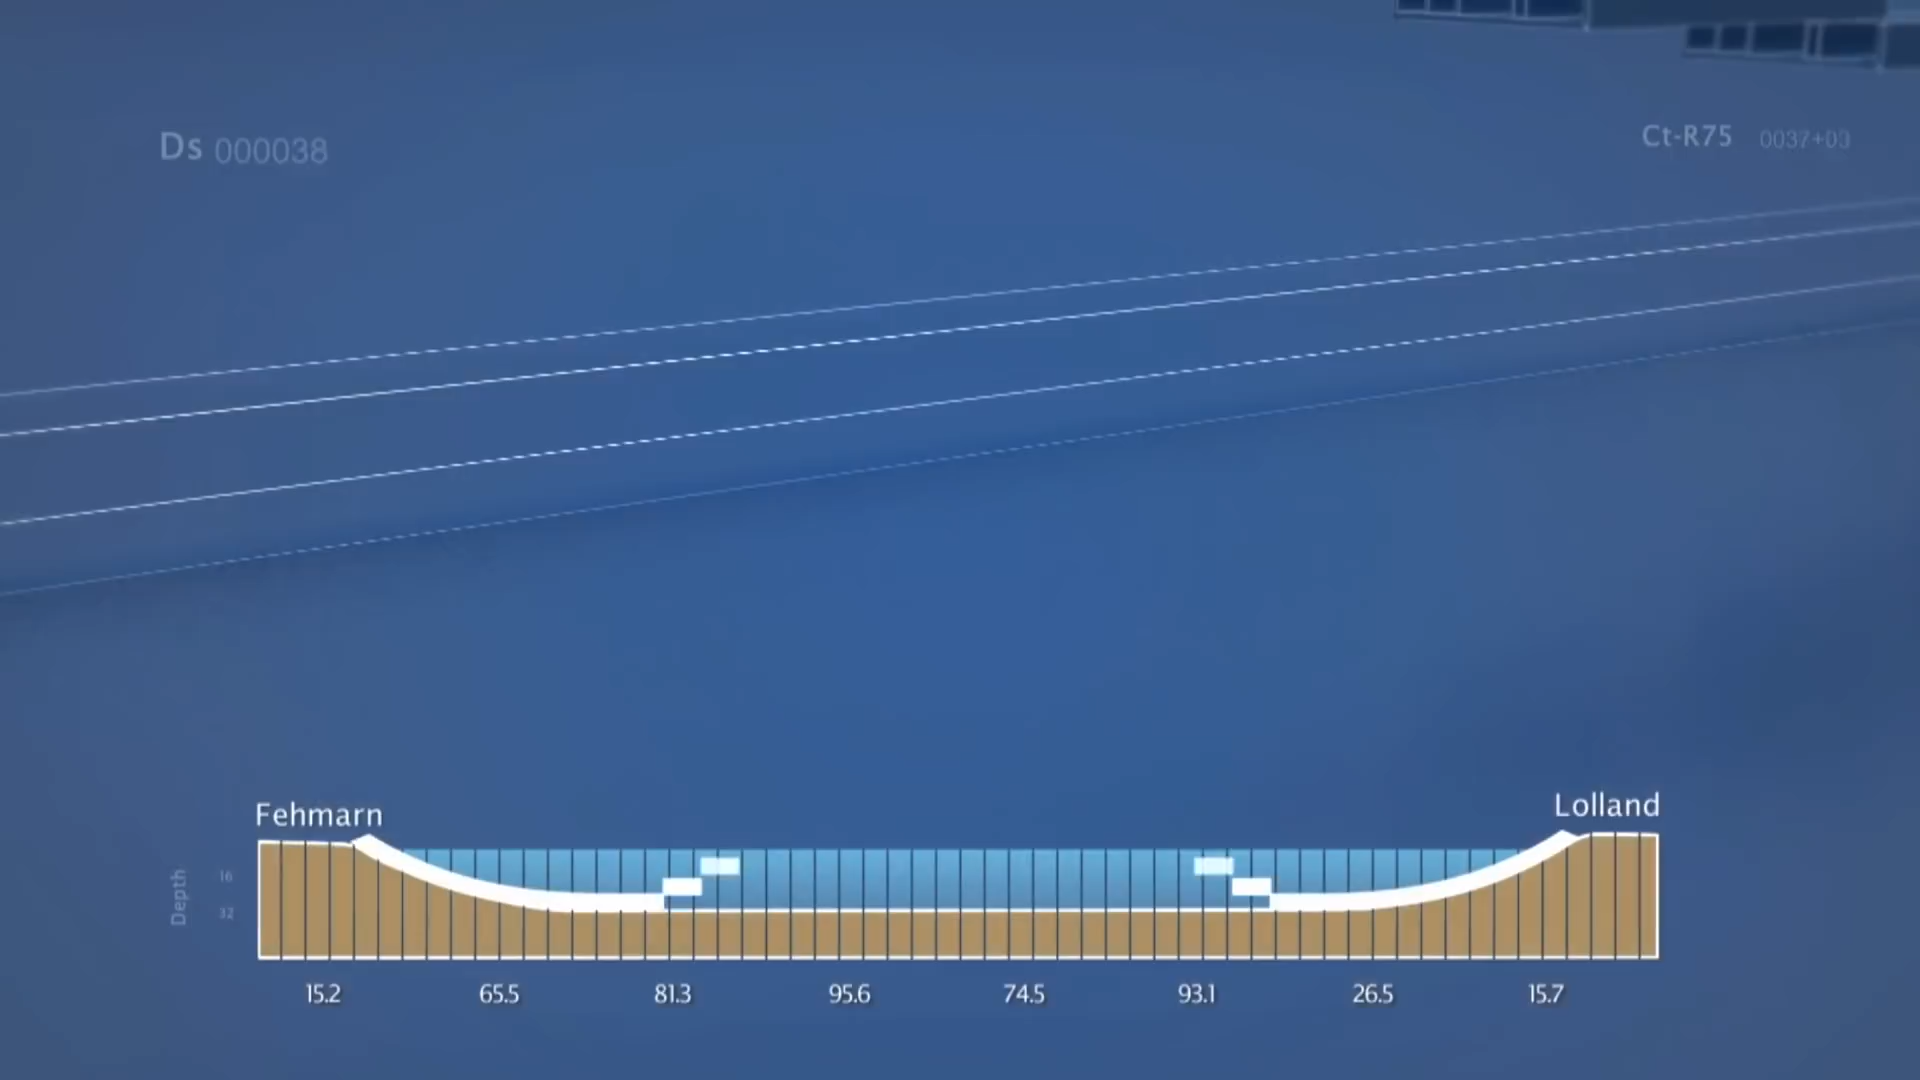 Ds 000038
Ct-R75 0037+03
Fehmarn
Lolland
Depth
16
32
15.2 65.5 81.3 95.6 74.5 93.1 26.5 15.7